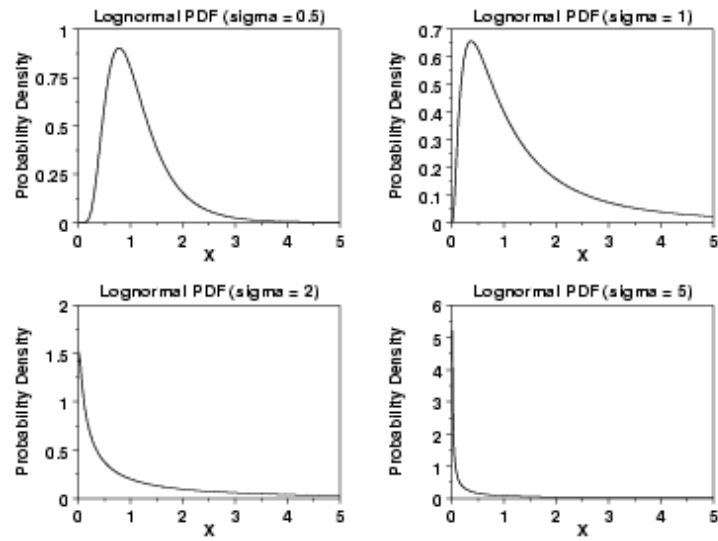 Lognormal PDF (sigma = 0.5)
Probability Density
1
0.75
0.5
0.25
0
0 1 2 3 4 5
X
Lognormal PDF (sigma = 1)
Probability Density
0.7
0.6
0.5
0.4
0.3
0.2
0.1
0
0 1 2 3 4 5
X
Lognormal PDF (sigma = 2)
Probability Density
2
1.5
1
0.5
0
0 1 2 3 4 5
X
Lognormal PDF (sigma = 5)
Probability Density
6
5
4
3
2
1
0
0 1 2 3 4 5
X